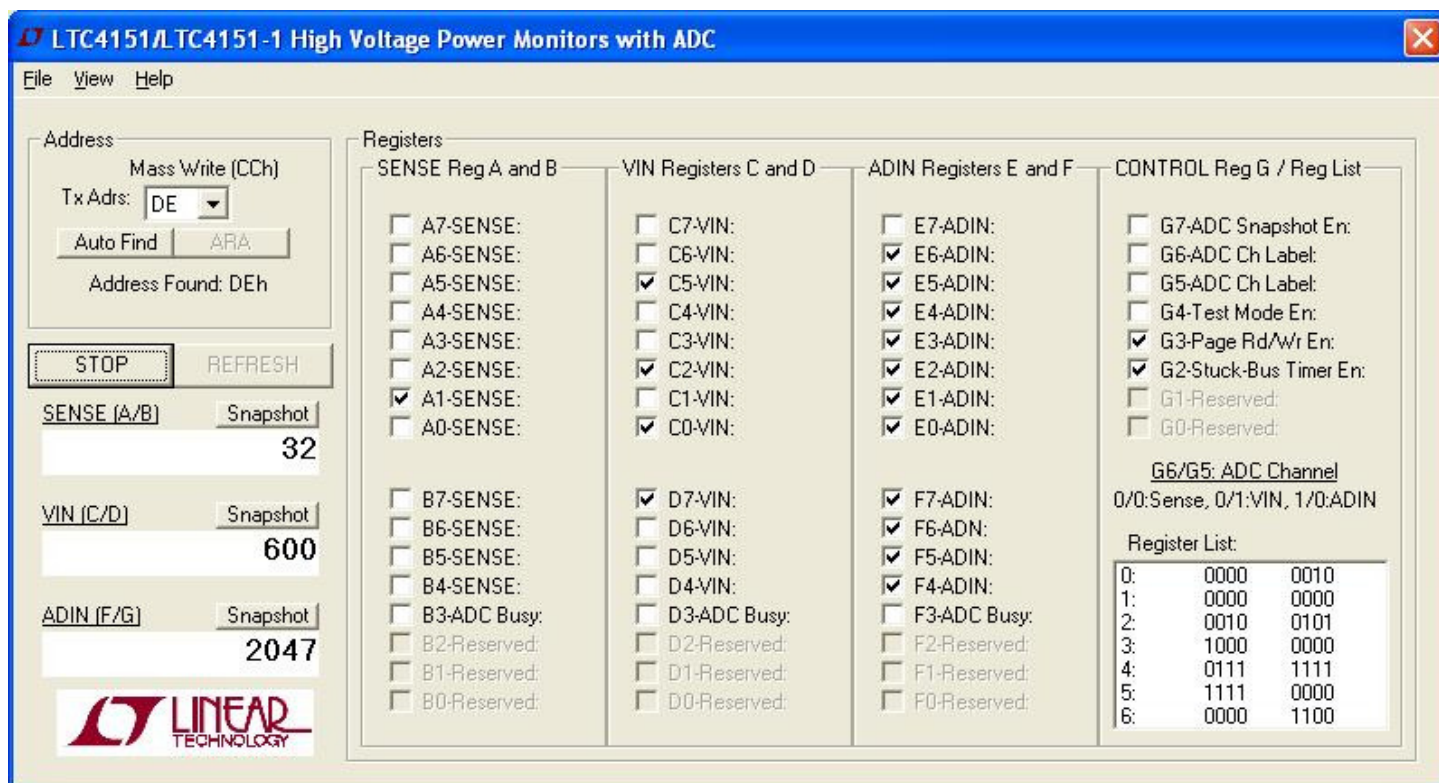 LTC4151/LTC4151-1 High Voltage Power Monitors with ADC
File View Help
Address
Mass Write (CCh)
Tx Adrs: DE
Auto Find ARA
Address Found: DEh
STOP REFRESH
SENSE (A/B) Snapshot
32
VIN (C/D) Snapshot
600
ADIN (F/G) Snapshot
2047
LINEAR
TECHNOLOGY
Registers
SENSE Reg A and B
A7-SENSE:
A6-SENSE:
A5-SENSE:
A4-SENSE:
A3-SENSE:
A2-SENSE:
A1-SENSE:
A0-SENSE:
B7-SENSE:
B6-SENSE:
B5-SENSE:
B4-SENSE:
B3-ADC Busy:
B2-Reserved:
B1-Reserved:
B0-Reserved:
VIN Registers C and D
C7-VIN:
C6-VIN:
C5-VIN:
C4-VIN:
C3-VIN:
C2-VIN:
C1-VIN:
C0-VIN:
D7-VIN:
D6-VIN:
D5-VIN:
D4-VIN:
D3-ADC Busy:
D2-Reserved:
D1-Reserved:
D0-Reserved:
ADIN Registers E and F
E7-ADIN:
E6-ADIN:
E5-ADIN:
E4-ADIN:
E3-ADIN:
E2-ADIN:
E1-ADIN:
E0-ADIN:
F7-ADIN:
F6-ADN:
F5-ADIN:
F4-ADIN:
F3-ADC Busy:
F2-Reserved:
F1-Reserved:
F0-Reserved:
CONTROL Reg G / Reg List
G7-ADC Snapshot En:
G6-ADC Ch Label:
G5-ADC Ch Label:
G4-Test Mode En:
G3-Page Rd/Wr En:
G2-Stuck-Bus Timer En:
G1-Reserved:
G0-Reserved:
G6/G5: ADC Channel
0/0:Sense, 0/1:VIN, 1/0:ADIN
Register List:
0: 0000 0010
1: 0000 0000
2: 0010 0101
3: 1000 0000
4: 0111 1111
5: 1111 0000
6: 0000 1100